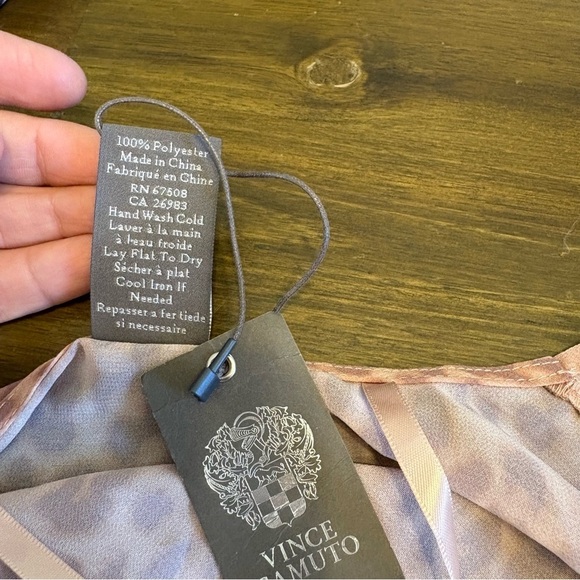 100% Polyester
Made in China
Fabriqué en Chine
RN 67508
CA 26983
Hand Wash Cold
Laver à la main
à l'eau froide
Lay Flat To Dry
Sécher à plat
Cool Iron If
Needed
Repasser a fer tiede
si necessaire
VINCE
CAMUTO